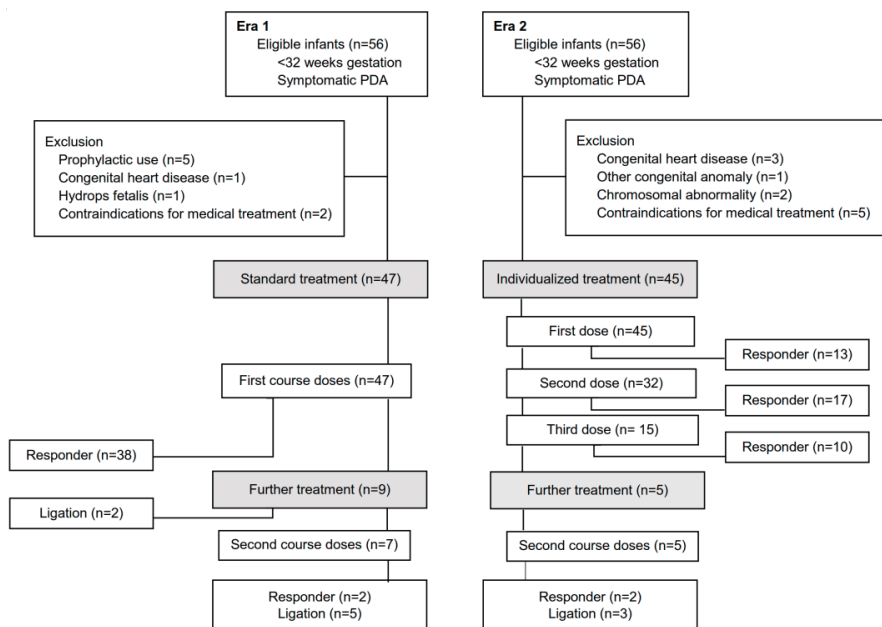 Era 1
Eligible infants (n=56)
<32 weeks gestation
Symptomatic PDA
Exclusion
Prophylactic use (n=5)
Congenital heart disease (n=1)
Hydrops fetalis (n=1)
Contraindications for medical treatment (n=2)
Standard treatment (n=47)
First course doses (n=47)
Responder (n=38)
Further treatment (n=9)
Ligation (n=2)
Second course doses (n=7)
Responder (n=2)
Ligation (n=5)
Era 2
Eligible infants (n=56)
<32 weeks gestation
Symptomatic PDA
Exclusion
Congenital heart disease (n=3)
Other congenital anomaly (n=1)
Chromosomal abnormality (n=2)
Contraindications for medical treatment (n=5)
Individualized treatment (n=45)
First dose (n=45)
Responder (n=13)
Second dose (n=32)
Responder (n=17)
Third dose (n= 15)
Responder (n=10)
Further treatment (n=5)
Second course doses (n=5)
Responder (n=2)
Ligation (n=3)